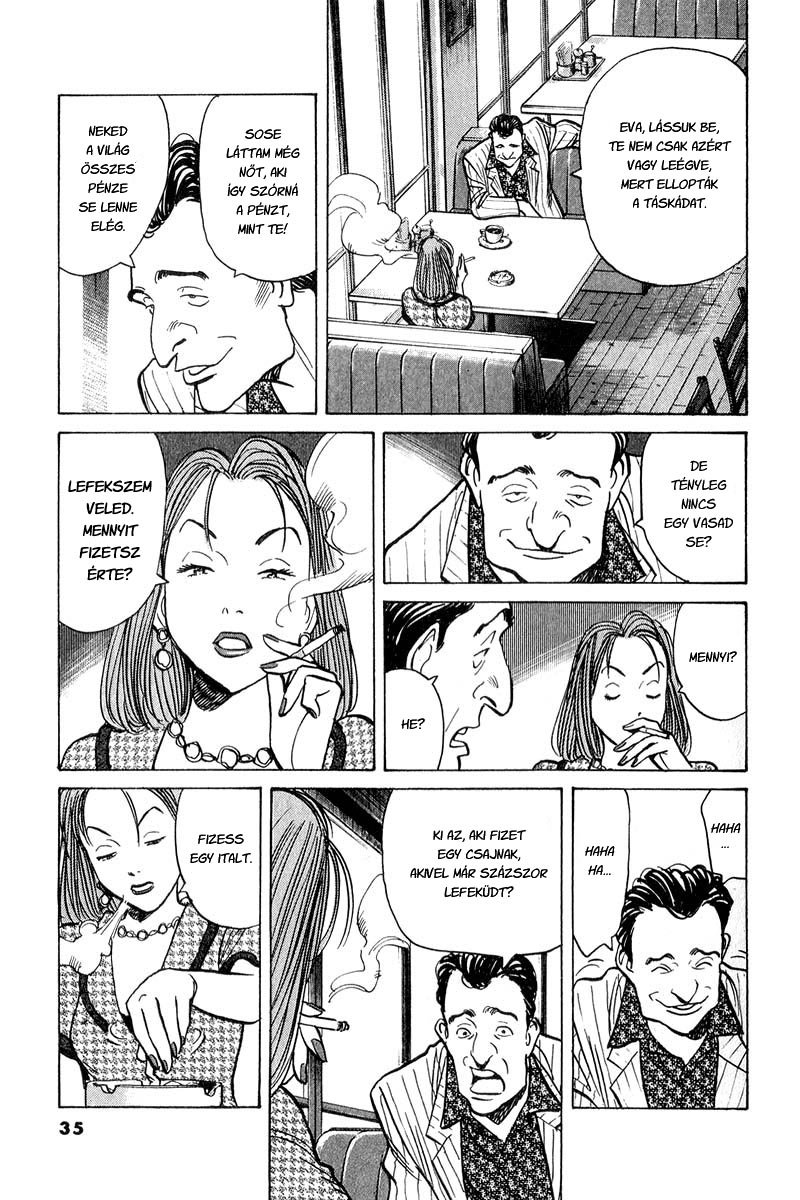 EVA, LÁSSUK BE,
TE NEM CSAK AZÉRT
VAGY LEÉGVE,
MERT ELLOPTÁK
A TÁSKÁDAT.
SOSE
LÁTTAM MÉG
NŐT, AKI
ÍGY SZÓRNÁ
A PÉNZT,
MINT TE!
NEKED
A VILÁG
ÖSSZES
PÉNZE
SE LENNE
ELÉG.
DE
TÉNYLEG
NINCS
EGY VASAD
SE?
MENNYI?
HE?
LEFEKSZEM
VELED.
MENNYIT
FIZETSZ
ÉRTE?
HAHA
...
HAHA
HA...
KI AZ, AKI FIZET
EGY CSAJNAK,
AKIVEL MÁR SZÁZSZOR
LEFEKÜDT?
FIZESS
EGY ITALT.
35